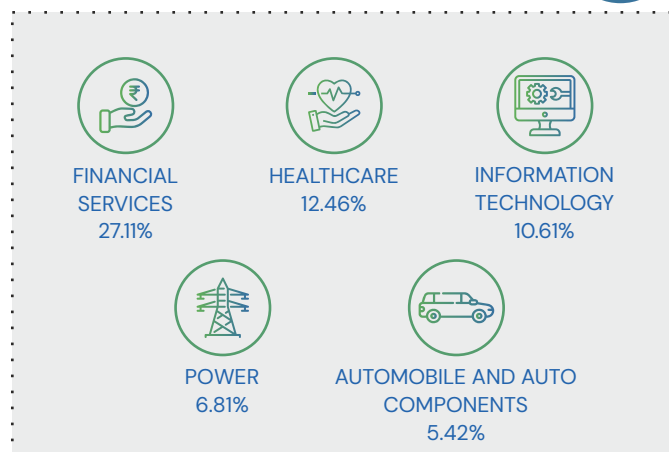 ₹
FINANCIAL
SERVICES
27.11%
HEALTHCARE
12.46%
INFORMATION
TECHNOLOGY
10.61%
POWER
6.81%
AUTOMOBILE AND AUTO
COMPONENTS
5.42%